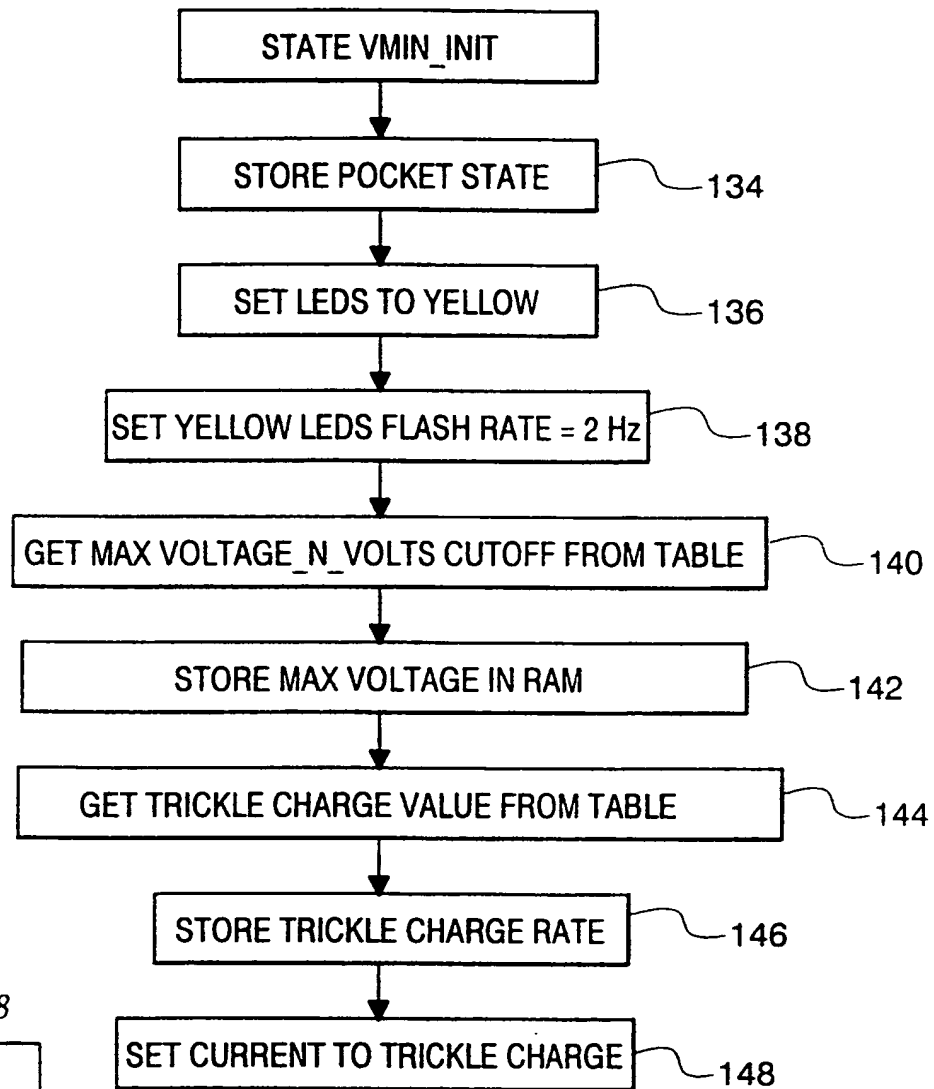 STATE VMIN_INIT
STORE POCKET STATE
134
SET LEDS TO YELLOW
136
SET YELLOW LEDS FLASH RATE = 2 Hz
138
GET MAX VOLTAGE_N_VOLTS CUTOFF FROM TABLE
140
STORE MAX VOLTAGE IN RAM
142
GET TRICKLE CHARGE VALUE FROM TABLE
144
STORE TRICKLE CHARGE RATE
146
8
SET CURRENT TO TRICKLE CHARGE
148